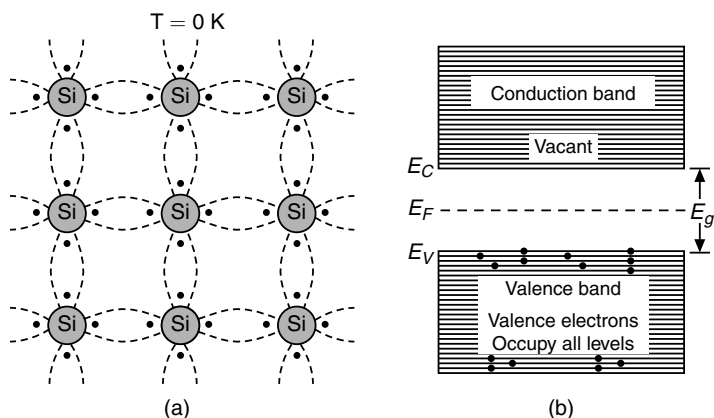 T = 0 K
Si Si Si
Si Si Si
Si Si Si
(a)
Conduction band
Vacant
E_C
E_F
E_g
E_V
Valence band
Valence electrons
Occupy all levels
(b)